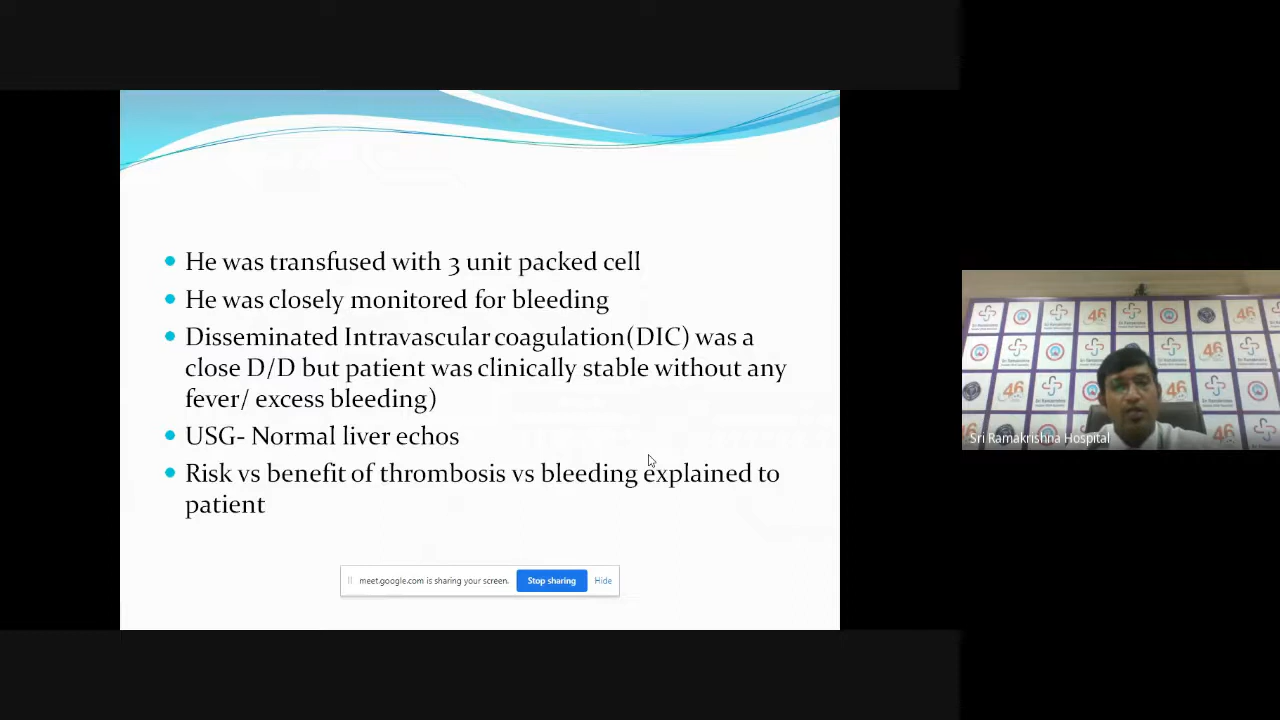 He was transfused with 3 unit packed cell
He was closely monitored for bleeding
Disseminated Intravascular coagulation(DIC) was a
close D/D but patient was clinically stable without any
fever/ excess bleeding)
USG- Normal liver echos
Risk vs benefit of thrombosis vs bleeding explained to
patient
meet.google.com is sharing your screen. Stop sharing Hide
46
46
Sri Ramakrishna Hospital